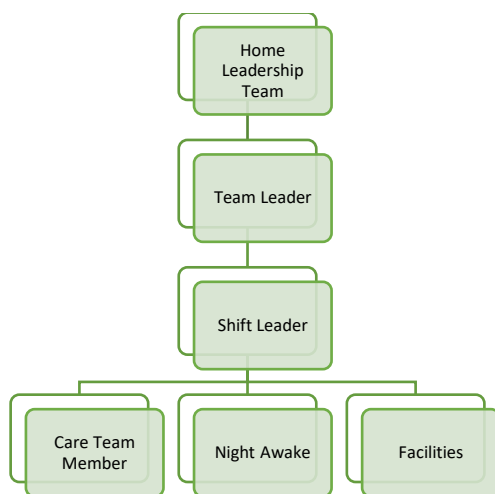 Home
Leadership
Team
Team Leader
Shift Leader
Care Team
Member
Night Awake
Facilities